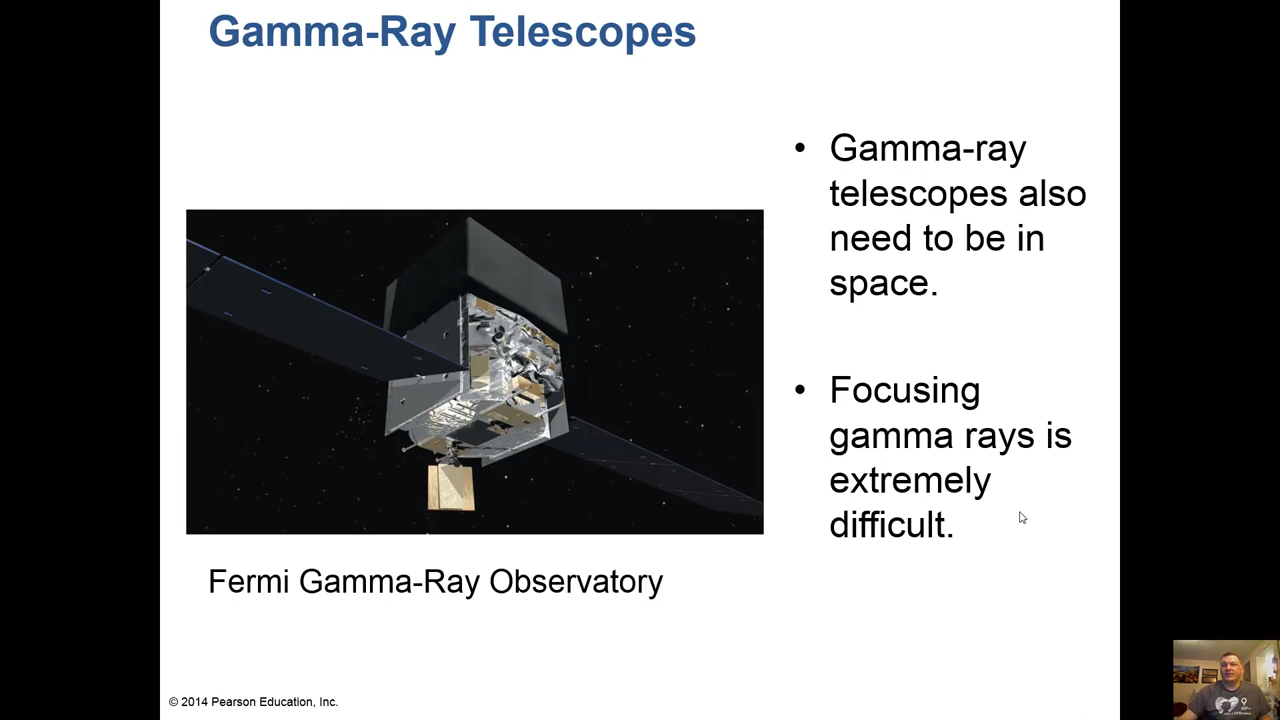 Gamma-Ray Telescopes
• Gamma-ray
telescopes also
need to be in
space.
• Focusing
gamma rays is
extremely
difficult.
Fermi Gamma-Ray Observatory
© 2014 Pearson Education, Inc.